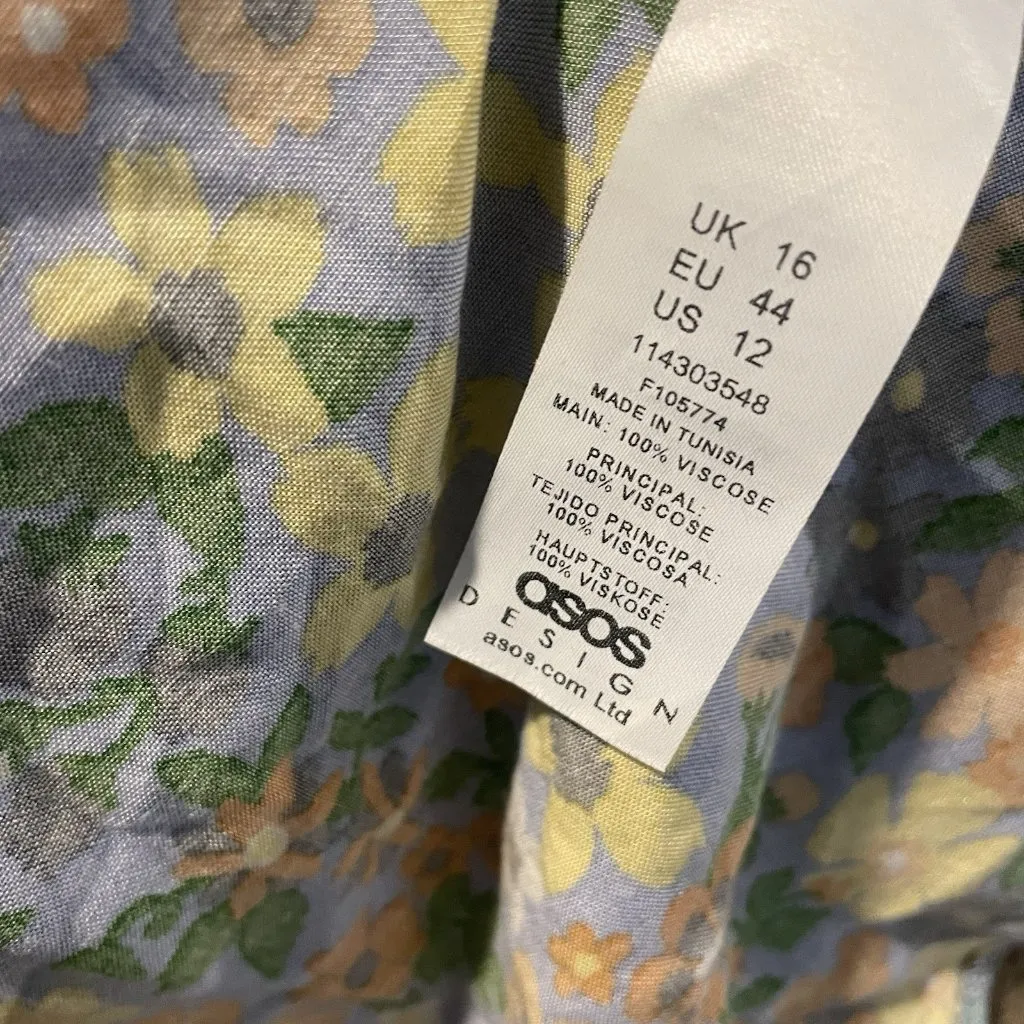 UK 16
EU 44
US 12
114303548
F105774
MADE IN TUNISIA
MAIN: 100% VISCOSE
PRINCIPAL:
100% VISCOSE
TEJIDO PRINCIPAL:
100% VISCOSA
HAUPTSTOFF:
100% VISKOSE
asos
DESIGN
asos.com Ltd